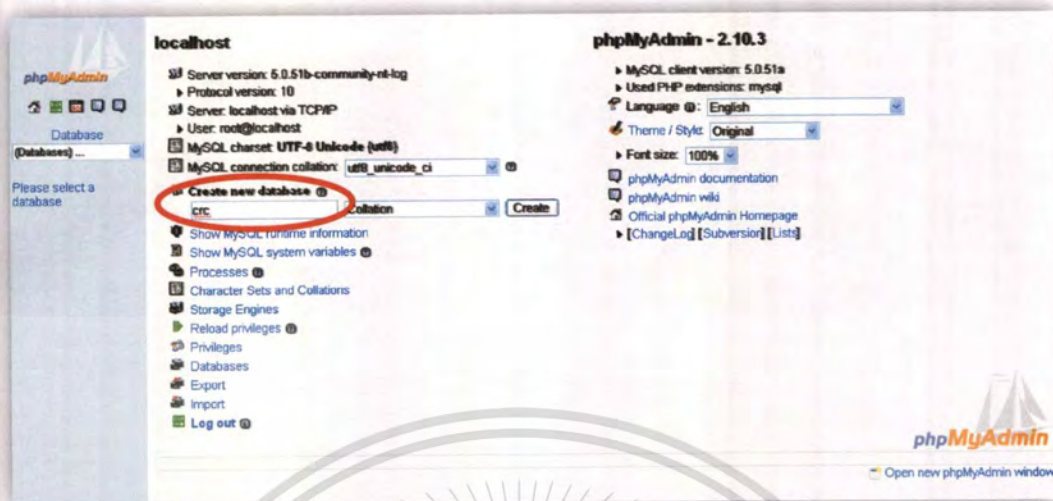 phpMyAdmin
Database
(Databases) ...
Please select a
database
localhost
Server version: 5.0.51b-community-nt-log
Protocol version: 10
Server: localhost via TCP/IP
User: root@localhost
MySQL charset: UTF-8 Unicode (utf8)
MySQL connection collation: utf8_unicode_ci
Create new database
crc Collation Create
Show MySQL runtime information
Show MySQL system variables
Processes
Character Sets and Collations
Storage Engines
Reload privileges
Privileges
Databases
Export
Import
Log out
phpMyAdmin - 2.10.3
MySQL client version: 5.0.51a
Used PHP extensions: mysql
Language: English
Theme / Style: Original
Font size: 100%
phpMyAdmin documentation
phpMyAdmin wiki
Official phpMyAdmin Homepage
[ChangeLog] [Subversion] [Lists]
phpMyAdmin
Open new phpMyAdmin window